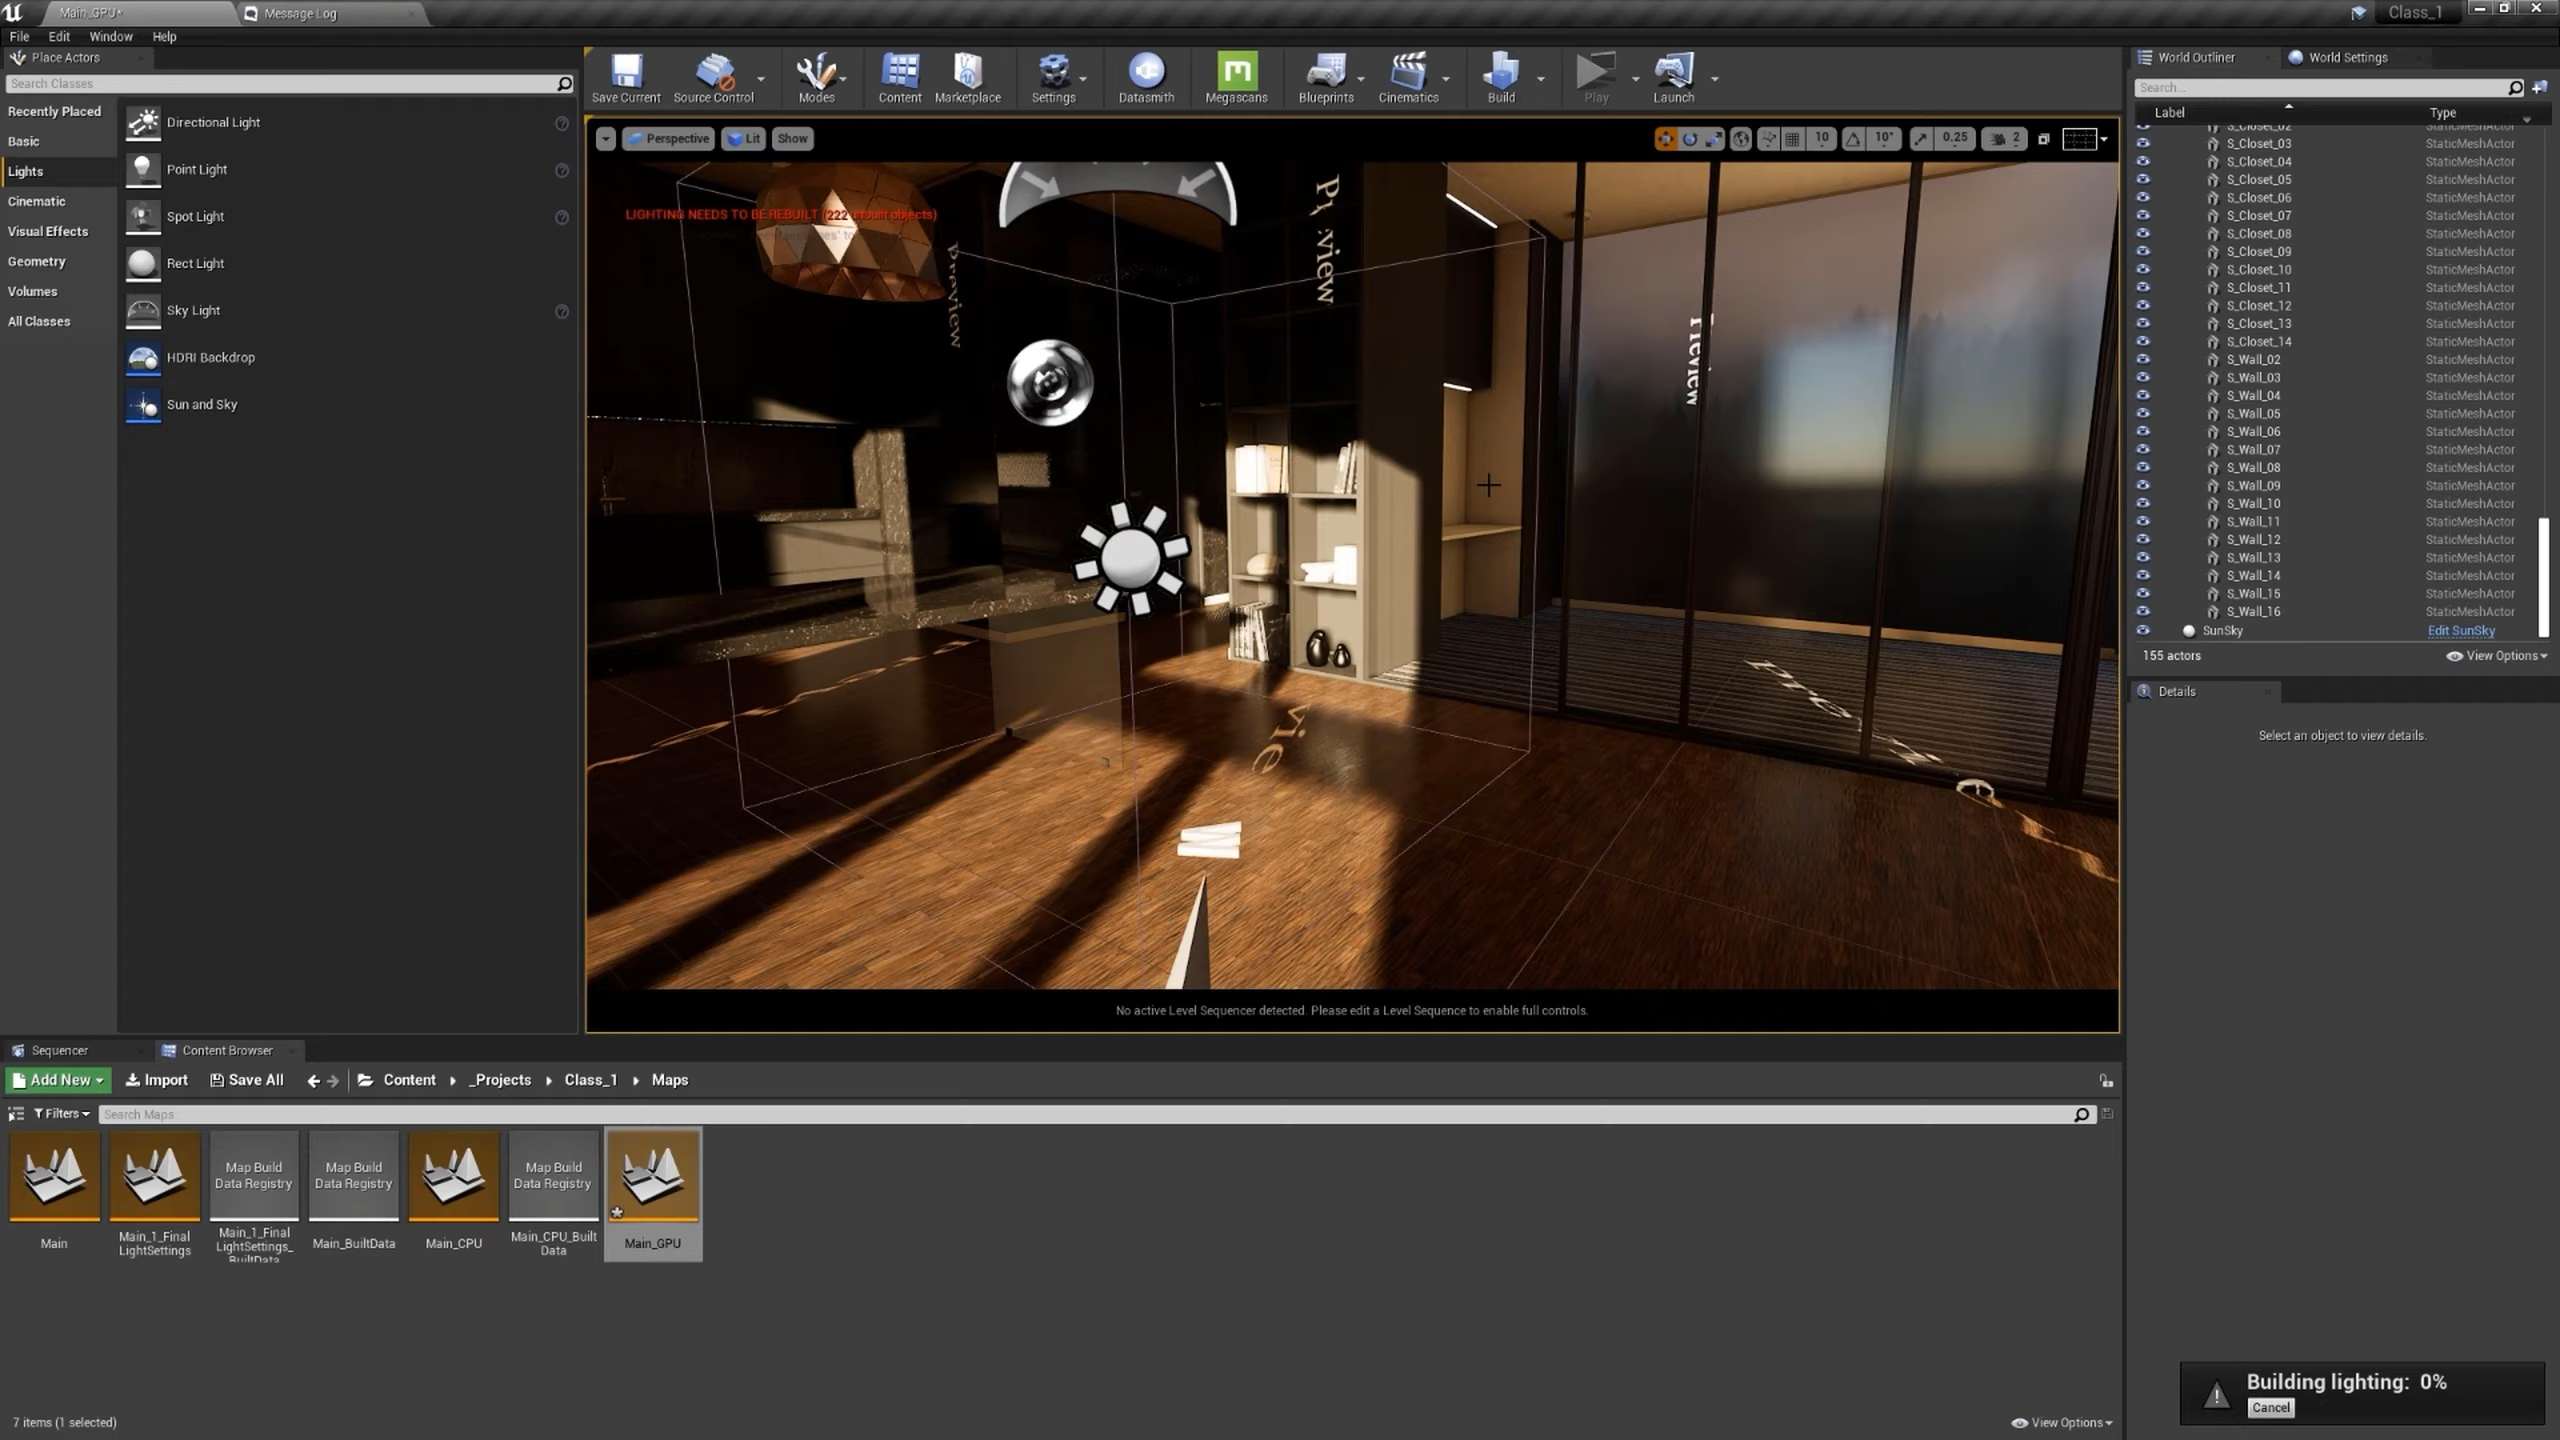 Main_GPU*
Message Log
Class_1
File Edit Window Help
Place Actors
Search Classes
Recently Placed
Basic
Lights
Cinematic
Visual Effects
Geometry
Volumes
All Classes
Directional Light
Point Light
Spot Light
Rect Light
Sky Light
HDRI Backdrop
Sun and Sky
Save Current
Source Control
Modes
Content
Marketplace
Settings
Datasmith
Megascans
Blueprints
Cinematics
Build
Play
Launch
Perspective Lit Show
10 10° 0.25 2
LIGHTING NEEDS TO BE REBUILT (222 unbuilt objects)
Preview
Preview
Preview
No active Level Sequencer detected. Please edit a Level Sequence to enable full controls.
World Outliner
World Settings
Search...
Label Type
S_Closet_02 StaticMeshActor
S_Closet_03 StaticMeshActor
S_Closet_04 StaticMeshActor
S_Closet_05 StaticMeshActor
S_Closet_06 StaticMeshActor
S_Closet_07 StaticMeshActor
S_Closet_08 StaticMeshActor
S_Closet_09 StaticMeshActor
S_Closet_10 StaticMeshActor
S_Closet_11 StaticMeshActor
S_Closet_12 StaticMeshActor
S_Closet_13 StaticMeshActor
S_Closet_14 StaticMeshActor
S_Wall_02 StaticMeshActor
S_Wall_03 StaticMeshActor
S_Wall_04 StaticMeshActor
S_Wall_05 StaticMeshActor
S_Wall_06 StaticMeshActor
S_Wall_07 StaticMeshActor
S_Wall_08 StaticMeshActor
S_Wall_09 StaticMeshActor
S_Wall_10 StaticMeshActor
S_Wall_11 StaticMeshActor
S_Wall_12 StaticMeshActor
S_Wall_13 StaticMeshActor
S_Wall_14 StaticMeshActor
S_Wall_15 StaticMeshActor
S_Wall_16 StaticMeshActor
SunSky Edit SunSky
155 actors
View Options
Details
Select an object to view details.
Sequencer
Content Browser
Add New Import Save All Content _Projects Class_1 Maps
Filters Search Maps
Map Build
Data Registry
Map Build
Data Registry
Map Build
Data Registry
Main
Main_1_Final
LightSettings
Main_1_Final
LightSettings_
BuiltData
Main_BuiltData
Main_CPU
Main_CPU_Built
Data
Main_GPU
7 items (1 selected)
View Options
Building lighting: 0%
Cancel